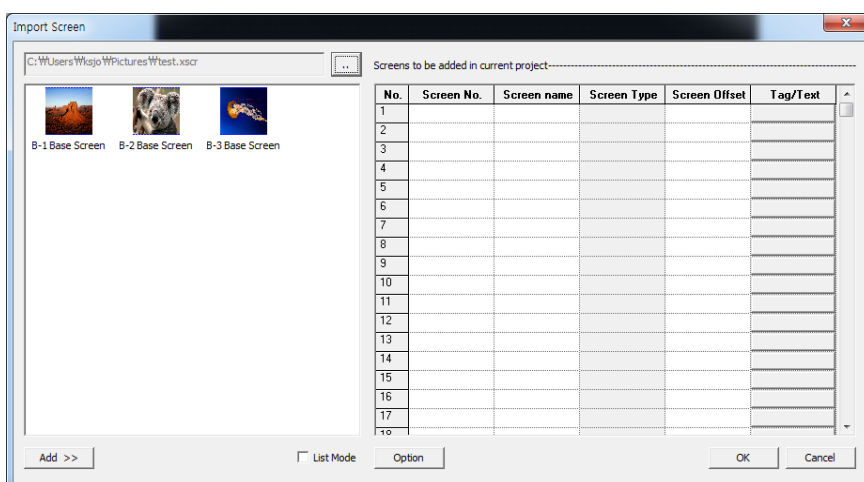 Import Screen
C:₩Users₩ksjo₩Pictures₩test.xscr
..
Screens to be added in current project
B-1 Base Screen B-2 Base Screen B-3 Base Screen
No. Screen No. Screen name Screen Type Screen Offset Tag/Text
1
2
3
4
5
6
7
8
9
10
11
12
13
14
15
16
17
18
Add >>
List Mode
Option
OK
Cancel